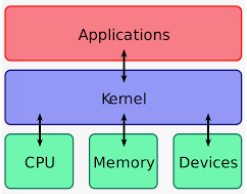 Applications
Kernel
CPU
Memory
Devices